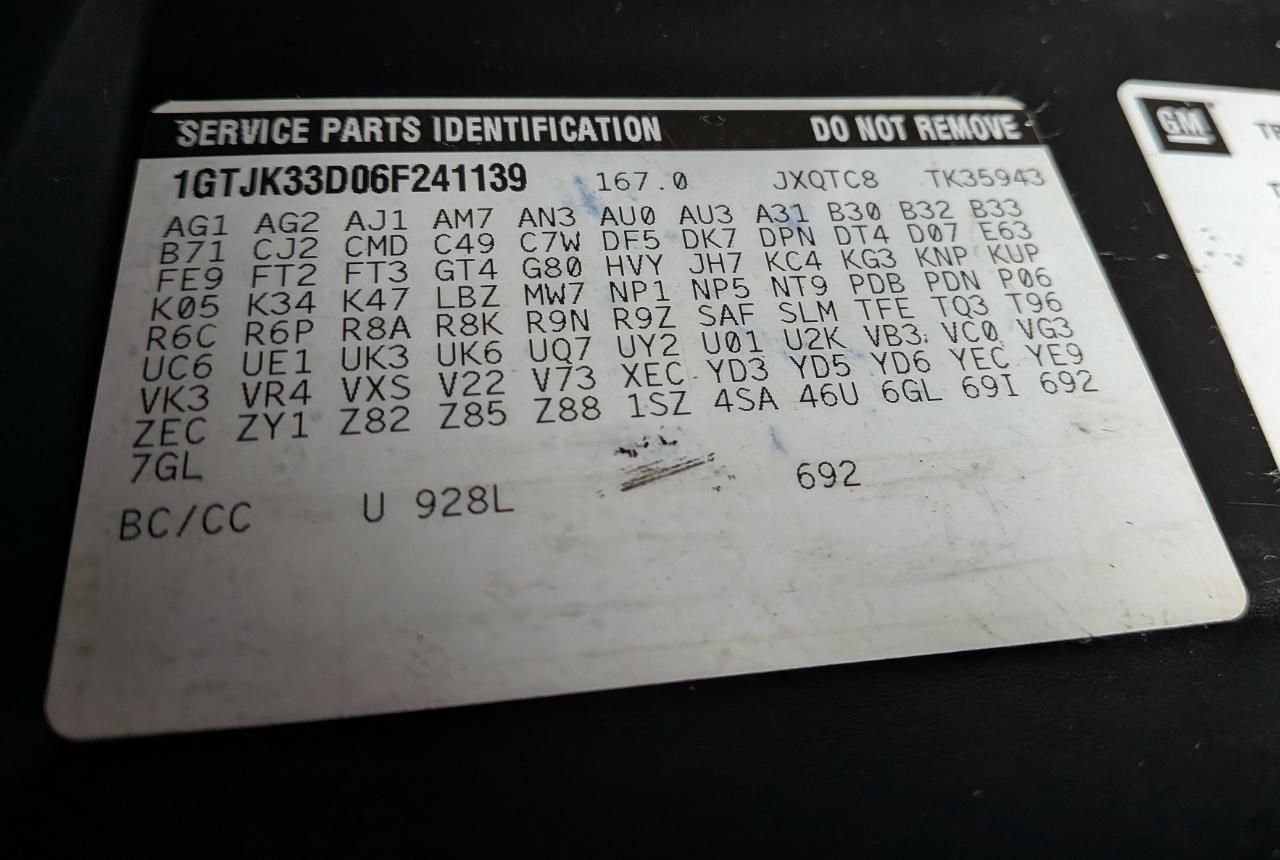 SERVICE PARTS IDENTIFICATION DO NOT REMOVE
1GTJK33D06F241139 167.0 JXQTC8 TK35943
AG1 AG2 AJ1 AM7 AN3 AU0 AU3 A31 B30 B32 B33
B71 CJ2 CMD C49 C7W DF5 DK7 DPN DT4 D07 E63
FE9 FT2 FT3 GT4 G80 HVY JH7 KC4 KG3 KNP KUP
K05 K34 K47 LBZ MW7 NP1 NP5 NT9 PDB PDN P06
R6C R6P R8A R8K R9N R9Z SAF SLM TFE TQ3 T96
UC6 UE1 UK3 UK6 UQ7 UY2 U01 U2K VB3 VC0 VG3
VK3 VR4 VXS V22 V73 XEC YD3 YD5 YD6 YEC YE9
ZEC ZY1 Z82 Z85 Z88 1SZ 4SA 46U 6GL 69I 692
7GL
BC/CC U 928L 692
GM